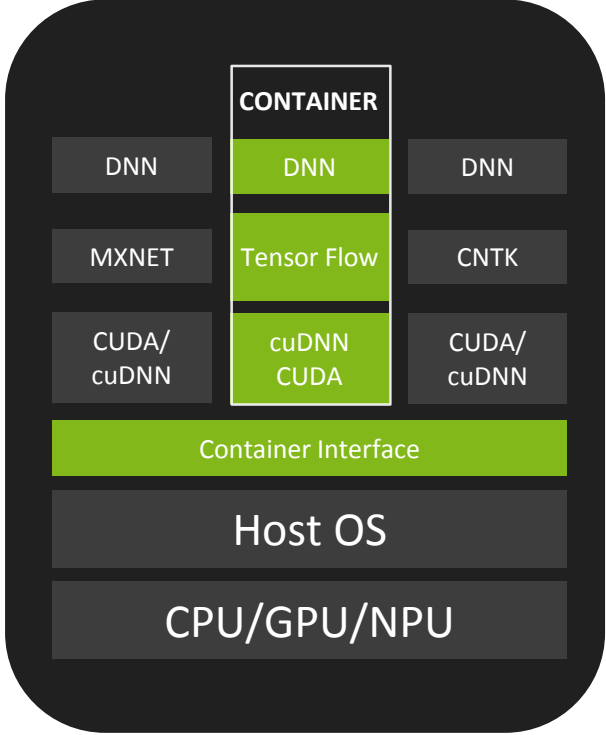 CONTAINER
DNN
DNN
DNN
MXNET
Tensor Flow
CNTK
CUDA/
cuDNN
cuDNN
CUDA
CUDA/
cuDNN
Container Interface
Host OS
CPU/GPU/NPU